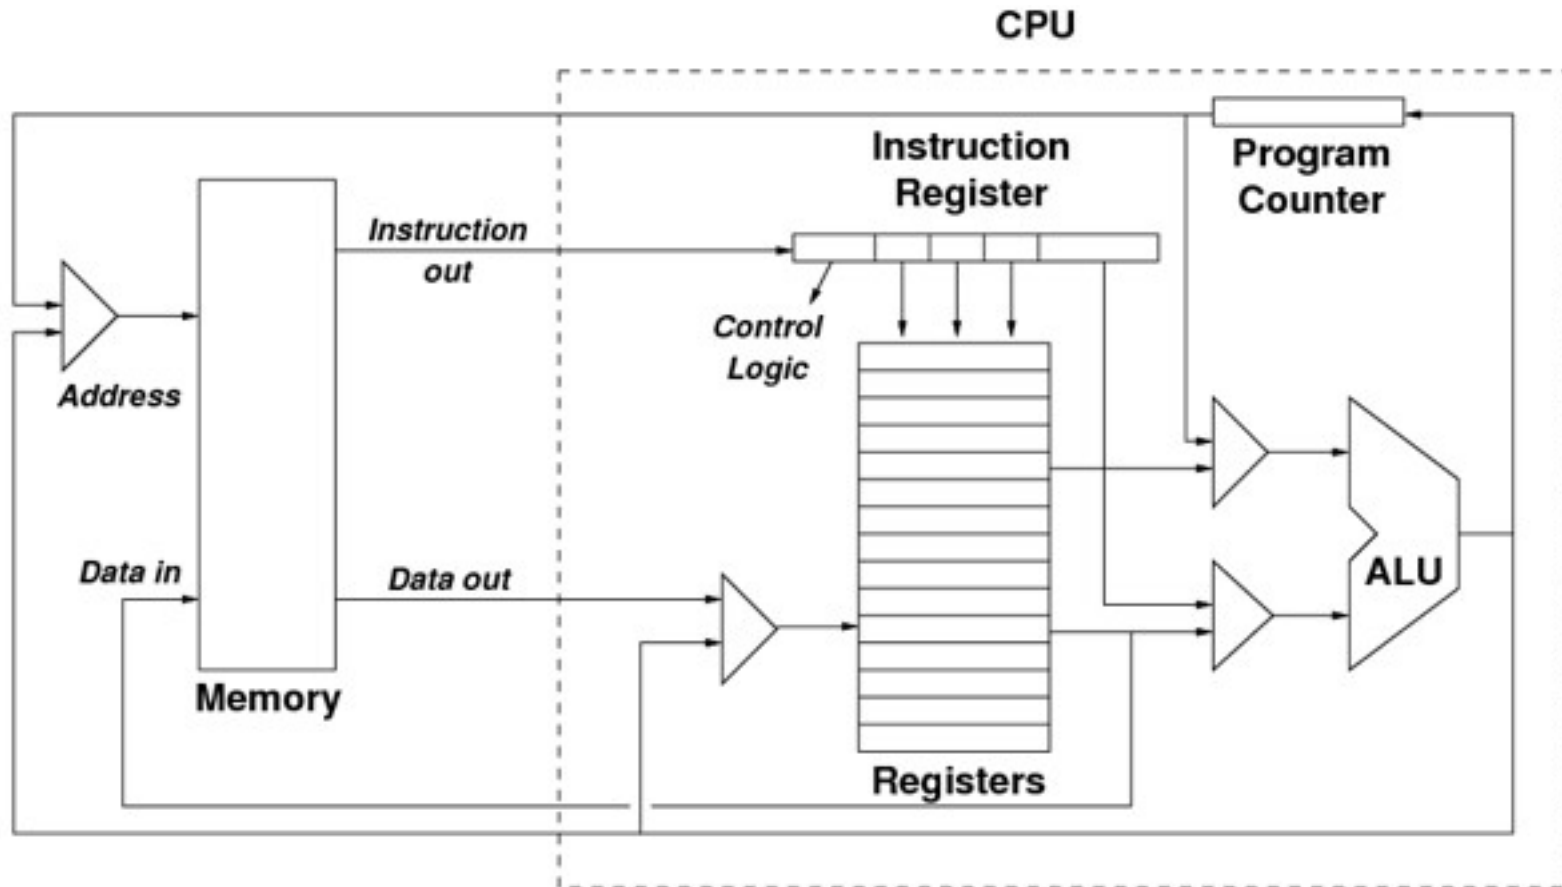 CPU
Instruction
Register
Program
Counter
Instruction
out
Control
Logic
Address
Data in
Data out
ALU
Memory
Registers